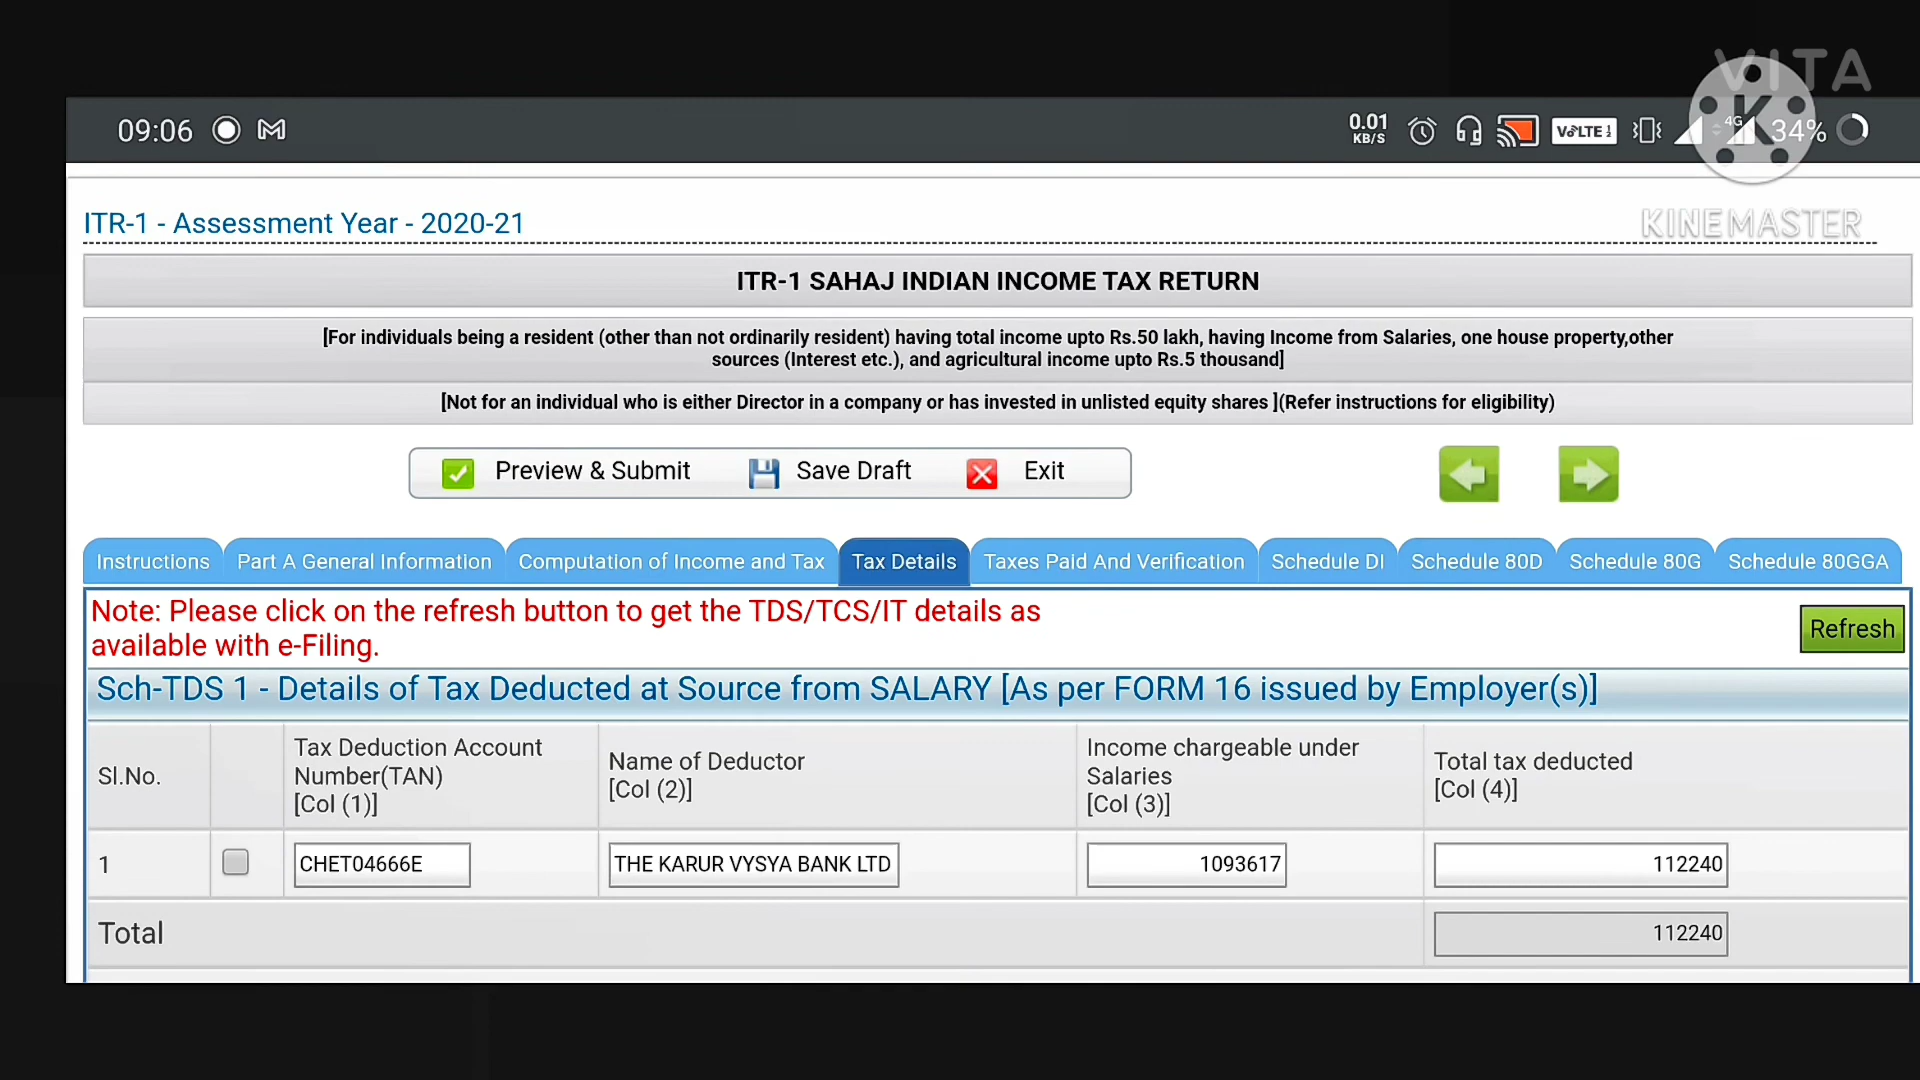 VITA
09:06
0.01 KB/S
VoLTE 1
4G
34%
K
KINEMASTER
ITR-1 - Assessment Year - 2020-21
ITR-1 SAHAJ INDIAN INCOME TAX RETURN
[For individuals being a resident (other than not ordinarily resident) having total income upto Rs.50 lakh, having Income from Salaries, one house property,other
sources (Interest etc.), and agricultural income upto Rs.5 thousand]
[Not for an individual who is either Director in a company or has invested in unlisted equity shares ](Refer instructions for eligibility)
Preview & Submit Save Draft Exit
Instructions Part A General Information Computation of Income and Tax Tax Details Taxes Paid And Verification Schedule DI Schedule 80D Schedule 80G Schedule 80GGA
Note: Please click on the refresh button to get the TDS/TCS/IT details as
available with e-Filing.
Refresh
Sch-TDS 1 - Details of Tax Deducted at Source from SALARY [As per FORM 16 issued by Employer(s)]
Sl.No.
Tax Deduction Account
Number(TAN)
[Col (1)]
Name of Deductor
[Col (2)]
Income chargeable under
Salaries
[Col (3)]
Total tax deducted
[Col (4)]
1 CHET04666E THE KARUR VYSYA BANK LTD 1093617 112240
Total 112240